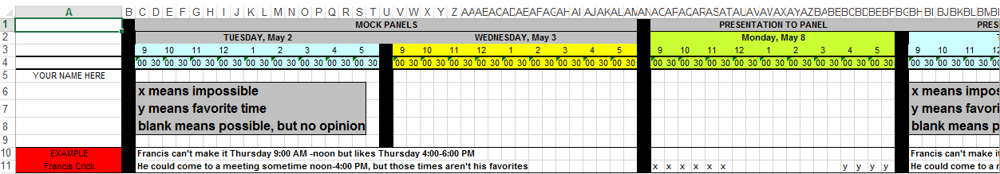 A B C D E F G H I J K L M N O P Q R S T U V W X Y Z
1 MOCK PANELS PRESENTATION TO PANEL PRES
2 TUESDAY, May 2 WEDNESDAY, May 3 Monday, May 8
3 9 10 11 12 1 2 3 4 5 9 10 11 12 1 2 3 4 5 9 10 11 12 1 2 3 4 5 9 10 11
4 00 30 00 30 00 30 00 30 00 30 00 30 00 30 00 30 00 30 00 30 00 30 00 30 00 30 00 30 00 30 00 30 00 30 00 30 00 30 00 30 00 30 00 30 00 30 00 30 00 30 00 30 00 30 00 30 00 30 00 30
5 YOUR NAME HERE
6 x means impossible x means impos
7 y means favorite time y means favori
8 blank means possible, but no opinion blank means p
9
10 EXAMPLE Francis can't make it Thursday 9:00 AM -noon but likes Thursday 4:00-6:00 PM Francis can't make i
11 Francis Crick He could come to a meeting sometime noon-4:00 PM, but those times aren't his favorites x x x x x x y y y y He could come to a